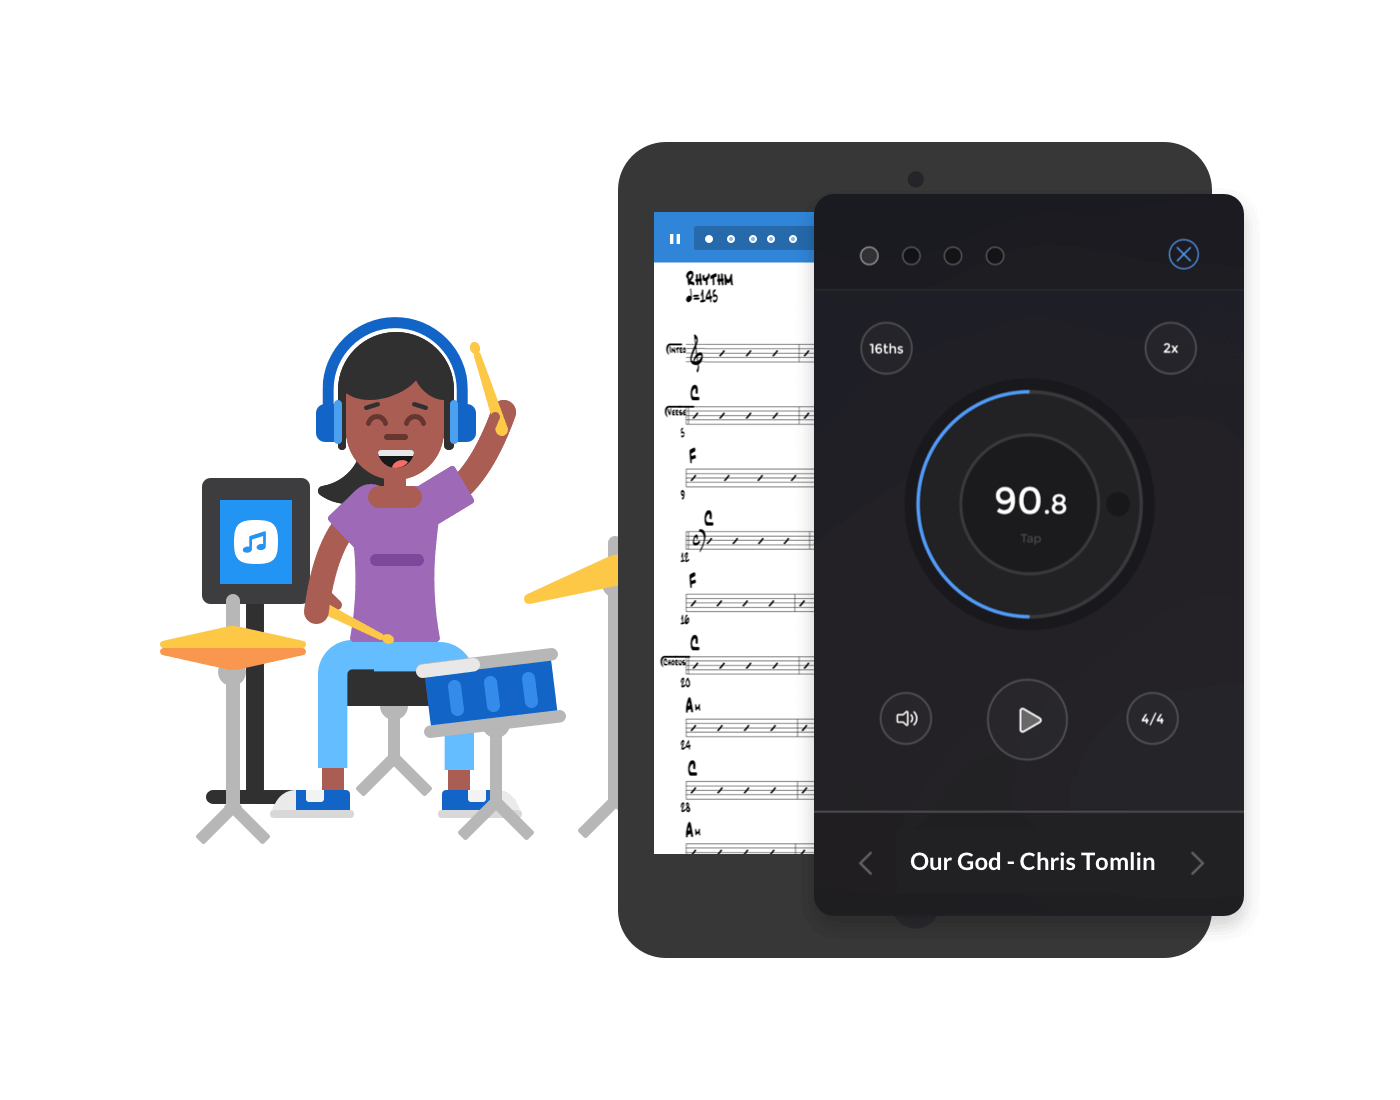 RHYTHM
♩=145
INTRO
C
VERSE
5
F
9
C
12
F
16
C
CHORUS
20
AM
24
C
28
AM
16ths
2x
90.8
Tap
4/4
Our God - Chris Tomlin